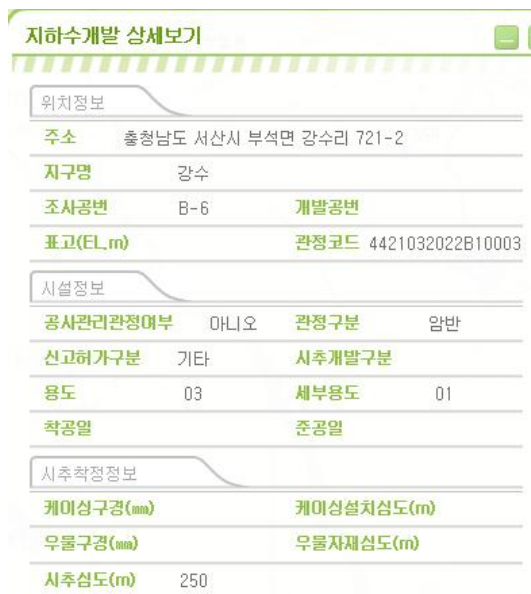 지하수개발 상세보기
위치정보
주소 충청남도 서산시 부석면 강수리 721-2
지구명 강수
조사공번 B-6 개발공번
표고(EL.m) 관정코드 4421032022B10003
시설정보
공사관리관정여부 아니오 관정구분 암반
신고허가구분 기타 시추개발구분
용도 03 세부용도 01
착공일 준공일
시추착정정보
케이싱구경(㎜) 케이싱설치심도(m)
우물구경(㎜) 우물자재심도(m)
시추심도(m) 250